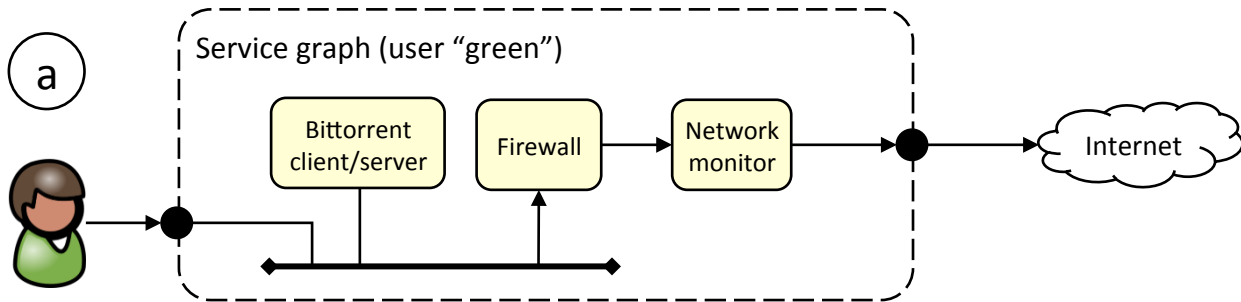 a
Service graph (user “green”)
Bittorrent
client/server
Firewall
Network
monitor
Internet